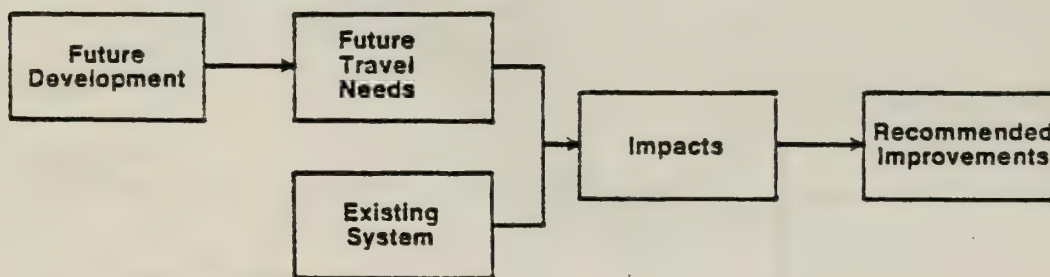 Future
Development
Future
Travel
Needs
Existing
System
Impacts
Recommended
Improvements